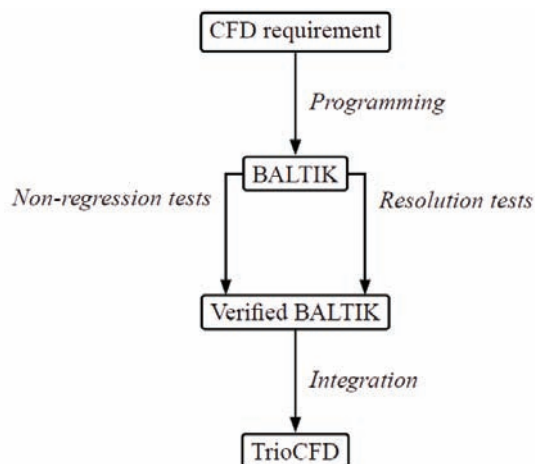 CFD requirement
Programming
BALTIK
Non-regression tests
Resolution tests
Verified BALTIK
Integration
TrioCFD